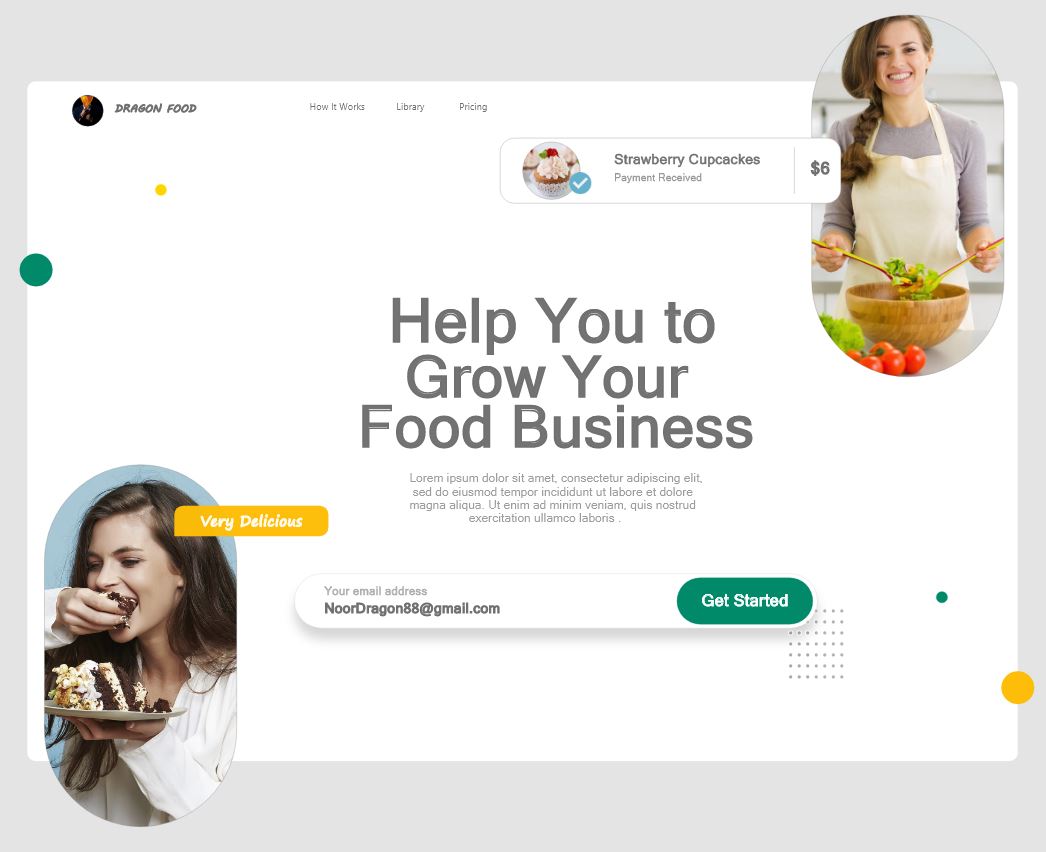 DRAGON FOOD
How It Works
Library
Pricing
Strawberry Cupcackes
Payment Received
$6
Help You to
Grow Your
Food Business
Lorem ipsum dolor sit amet, consectetur adipiscing elit,
sed do eiusmod tempor incididunt ut labore et dolore
magna aliqua. Ut enim ad minim veniam, quis nostrud
exercitation ullamco laboris .
Very Delicious
Your email address
NoorDragon88@gmail.com
Get Started